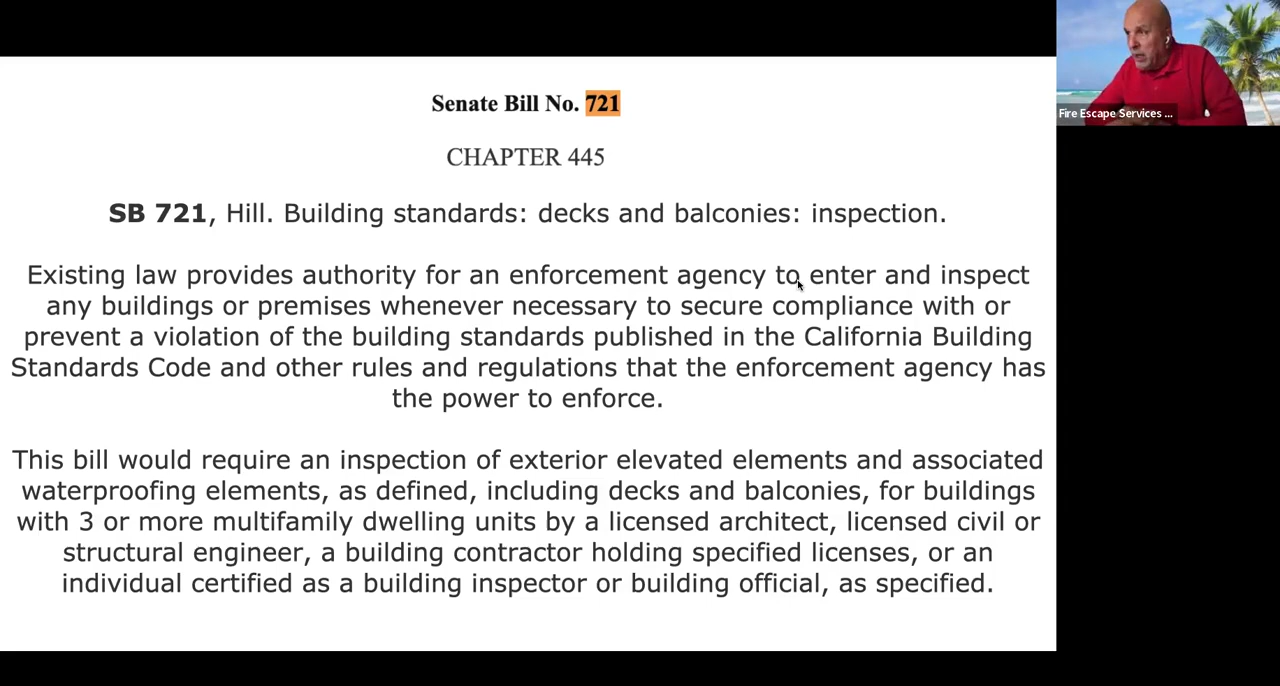 Senate Bill No. 721
CHAPTER 445
SB 721, Hill. Building standards: decks and balconies: inspection.
Existing law provides authority for an enforcement agency to enter and inspect
any buildings or premises whenever necessary to secure compliance with or
prevent a violation of the building standards published in the California Building
Standards Code and other rules and regulations that the enforcement agency has
the power to enforce.
This bill would require an inspection of exterior elevated elements and associated
waterproofing elements, as defined, including decks and balconies, for buildings
with 3 or more multifamily dwelling units by a licensed architect, licensed civil or
structural engineer, a building contractor holding specified licenses, or an
individual certified as a building inspector or building official, as specified.
Fire Escape Services ...